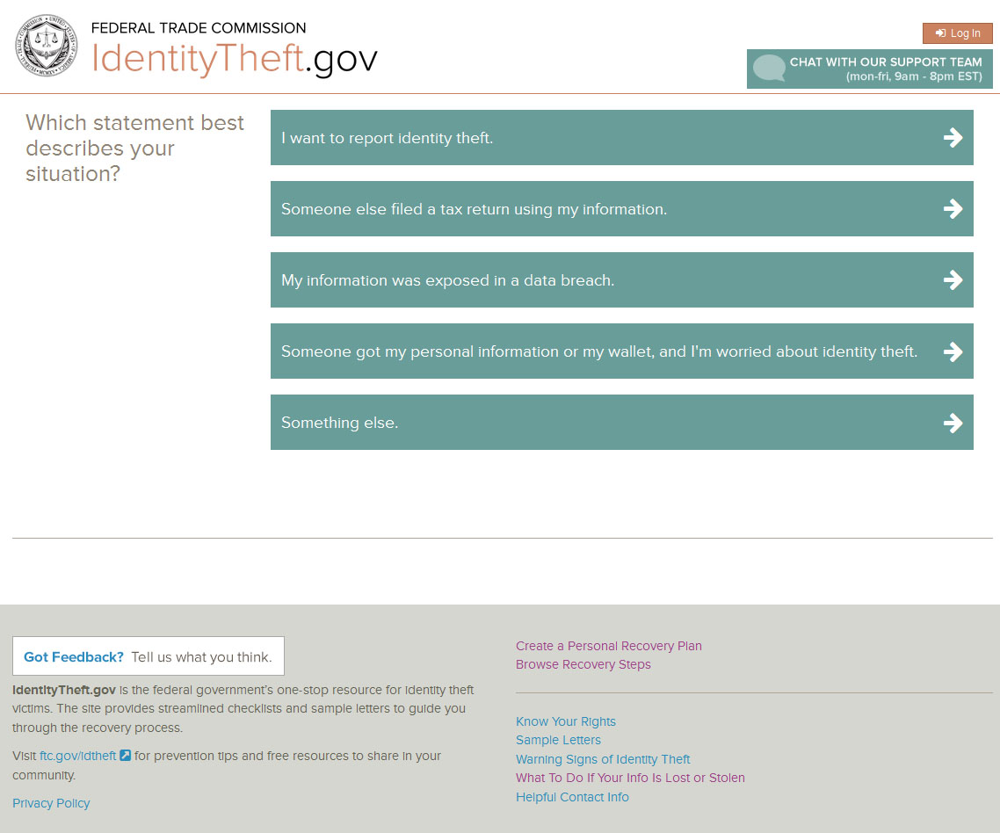 FEDERAL TRADE COMMISSION
IdentityTheft.gov
Log In
CHAT WITH OUR SUPPORT TEAM
(mon-fri, 9am - 8pm EST)
Which statement best
describes your
situation?
I want to report identity theft.
Someone else filed a tax return using my information.
My information was exposed in a data breach.
Someone got my personal information or my wallet, and I'm worried about identity theft.
Something else.
Got Feedback? Tell us what you think.
IdentityTheft.gov is the federal government's one-stop resource for identity theft
victims. The site provides streamlined checklists and sample letters to guide you
through the recovery process.
Visit ftc.gov/idtheft for prevention tips and free resources to share in your
community.
Privacy Policy
Create a Personal Recovery Plan
Browse Recovery Steps
Know Your Rights
Sample Letters
Warning Signs of Identity Theft
What To Do If Your Info Is Lost or Stolen
Helpful Contact Info